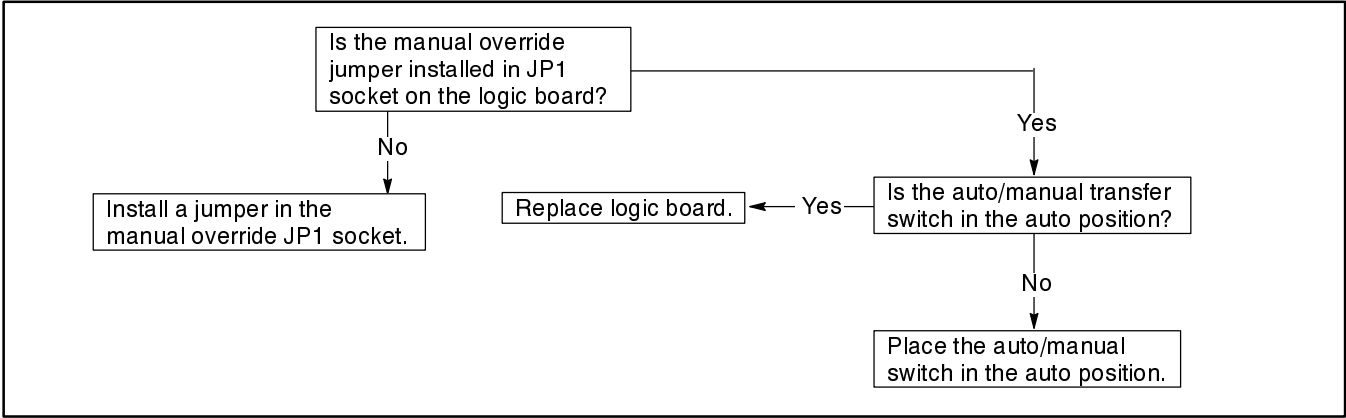 Is the manual override
jumper installed in JP1
socket on the logic board?
Yes
No
Install a jumper in the
manual override JP1 socket.
Replace logic board.
Yes
Is the auto/manual transfer
switch in the auto position?
No
Place the auto/manual
switch in the auto position.